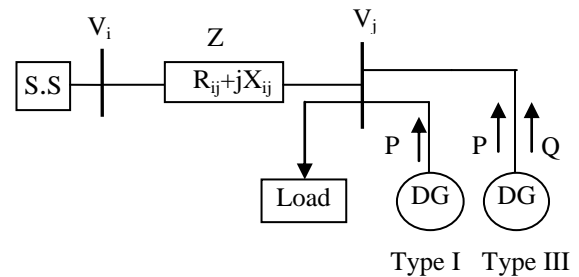 V_i
Z
V_j
S.S
R_ij+jX_ij
P
P
Q
Load
DG
DG
Type I
Type III